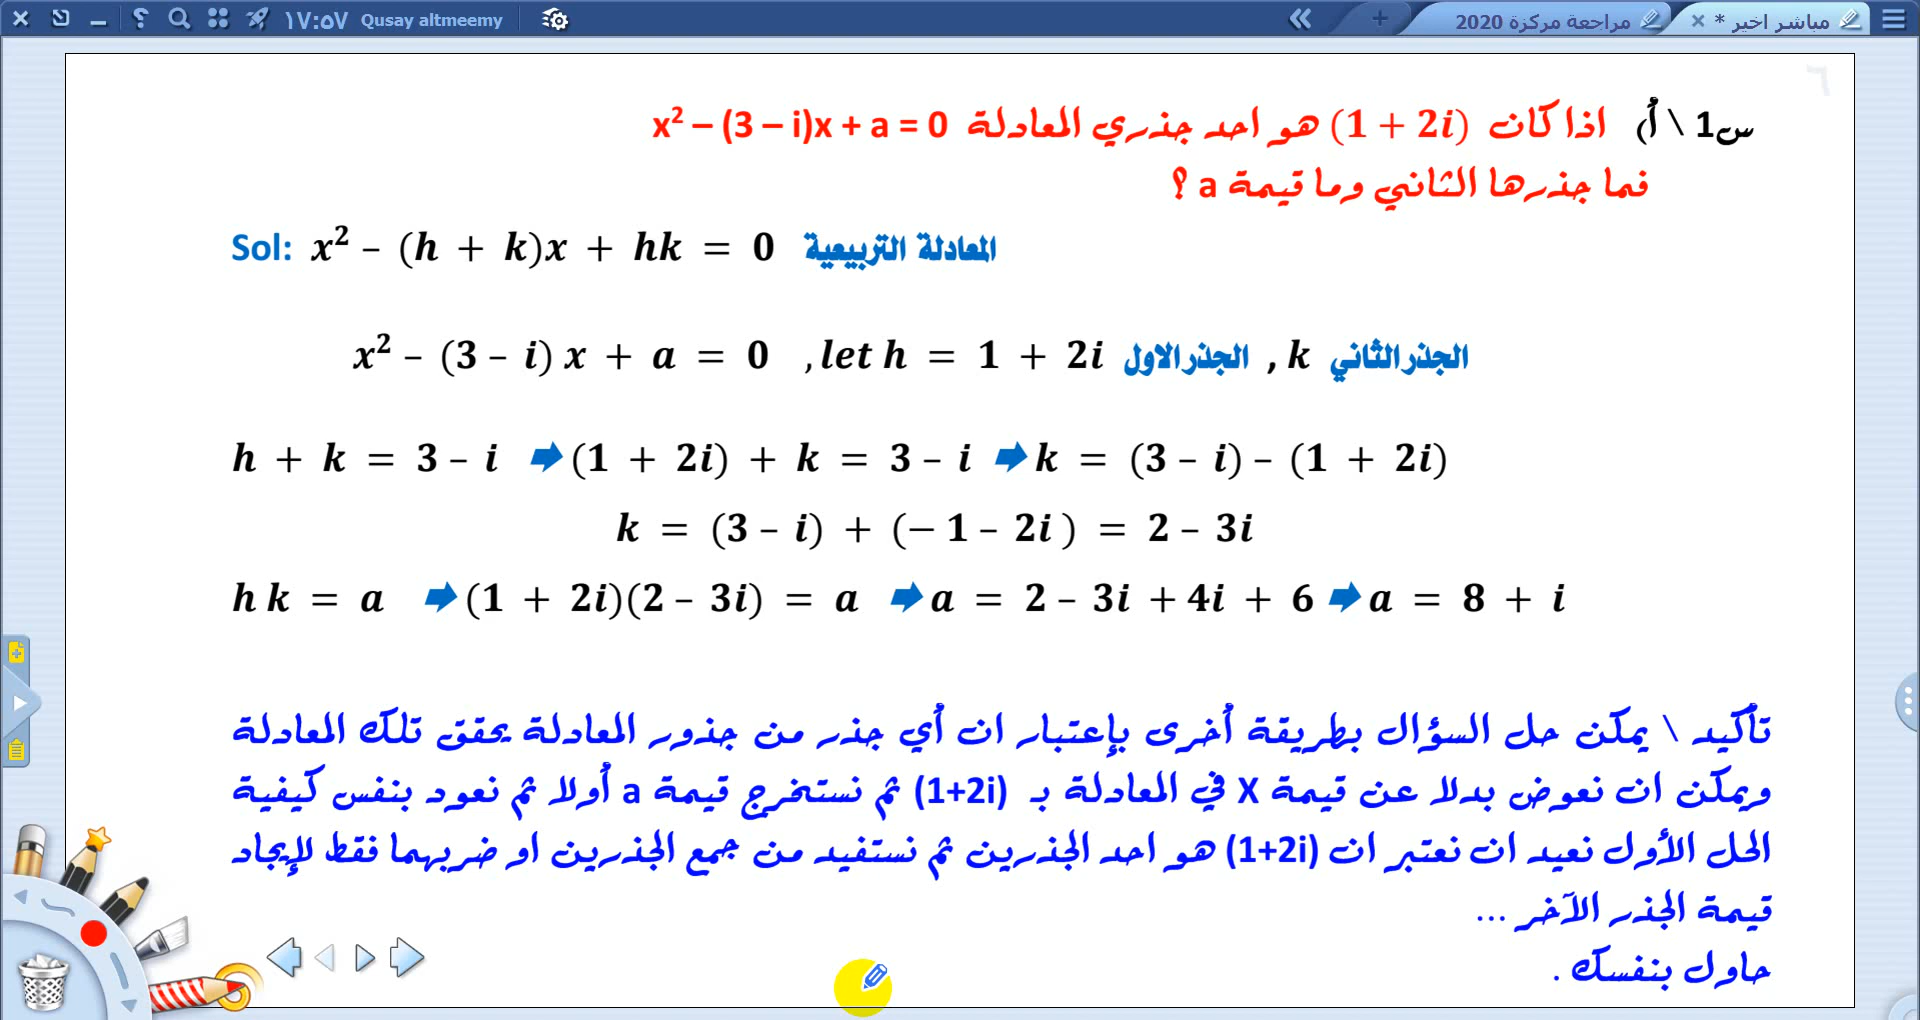 ١٧:٥٧ Qusay altmeemy
مراجعة مركزة 2020
مباشر اخير *
٦
س1 \ أ) اذا كانت (1 + 2i) هو احد جذري المعادلة x² – (3 – i)x + a = 0
فما جذرها الثاني وما قيمة a ؟
Sol: x² – (h + k)x + hk = 0 المعادلة التربيعية
x² – (3 – i) x + a = 0 , let h = 1 + 2i الجذر الاول , k الجذر الثاني
h + k = 3 – i ➡ (1 + 2i) + k = 3 – i ➡ k = (3 – i) – (1 + 2i)
k = (3 – i) + (– 1 – 2i ) = 2 – 3i
h k = a ➡ (1 + 2i)(2 – 3i) = a ➡ a = 2 – 3i + 4i + 6 ➡ a = 8 + i
تأكيد \ يمكن حل السؤال بطريقة أخرى بإعتبار ان أي جذر من جذور المعادلة يحقق تلك المعادلة
ويمكن ان نعوض بدلا عن قيمة X في المعادلة بـ (1+2i) ثم نستخرج قيمة a أولا ثم نعود بنفس كيفية
الحل الأول نعيد ان نعتبر ان (1+2i) هو احد الجذرين ثم نستفيد من جمع الجذرين او ضربهما فقط لإيجاد
قيمة الجذر الآخر ...
حاول بنفسك .